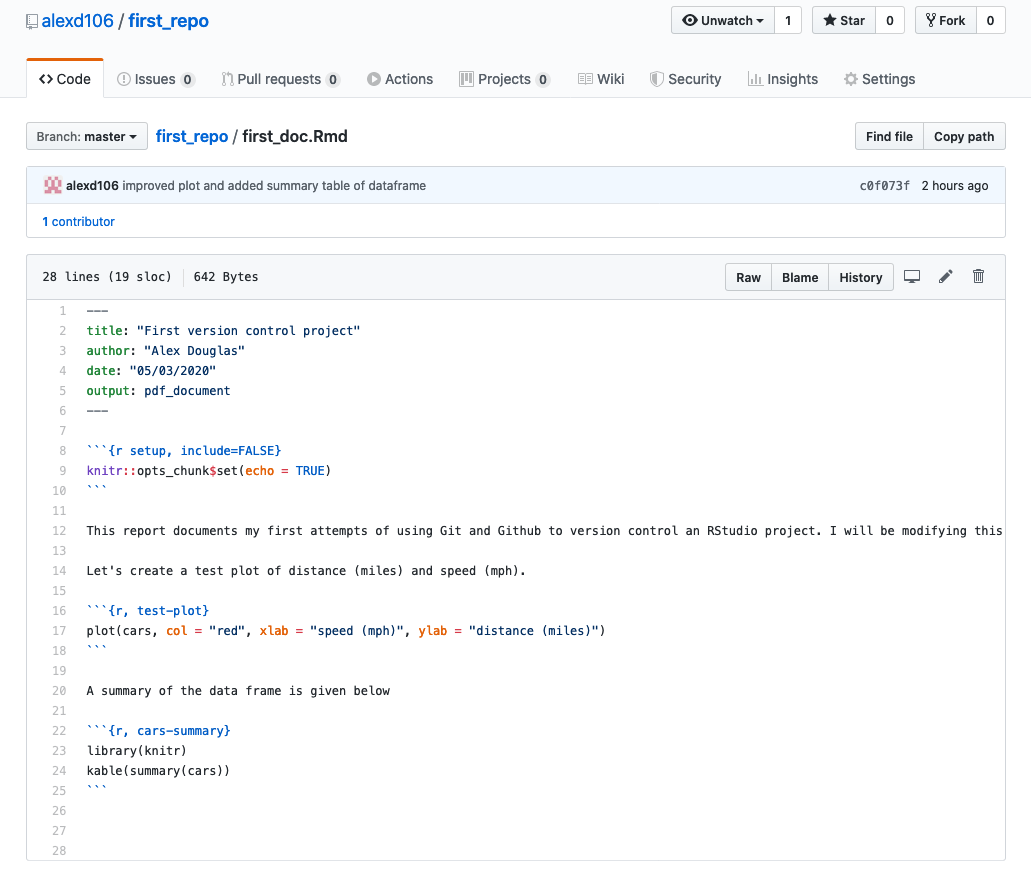 alexd106 / first_repo
Unwatch 1 Star 0 Fork 0
Code Issues 0 Pull requests 0 Actions Projects 0 Wiki Security Insights Settings
Branch: master first_repo / first_doc.Rmd Find file Copy path
alexd106 improved plot and added summary table of dataframe c0f073f 2 hours ago
1 contributor
28 lines (19 sloc) 642 Bytes Raw Blame History
1 ---
2 title: "First version control project"
3 author: "Alex Douglas"
4 date: "05/03/2020"
5 output: pdf_document
6 ---
7
8 ```{r setup, include=FALSE}
9 knitr::opts_chunk$set(echo = TRUE)
10 ```
11
12 This report documents my first attempts of using Git and Github to version control an RStudio project. I will be modifying this
13
14 Let's create a test plot of distance (miles) and speed (mph).
15
16 ```{r, test-plot}
17 plot(cars, col = "red", xlab = "speed (mph)", ylab = "distance (miles)")
18 ```
19
20 A summary of the data frame is given below
21
22 ```{r, cars-summary}
23 library(knitr)
24 kable(summary(cars))
25 ```
26
27
28